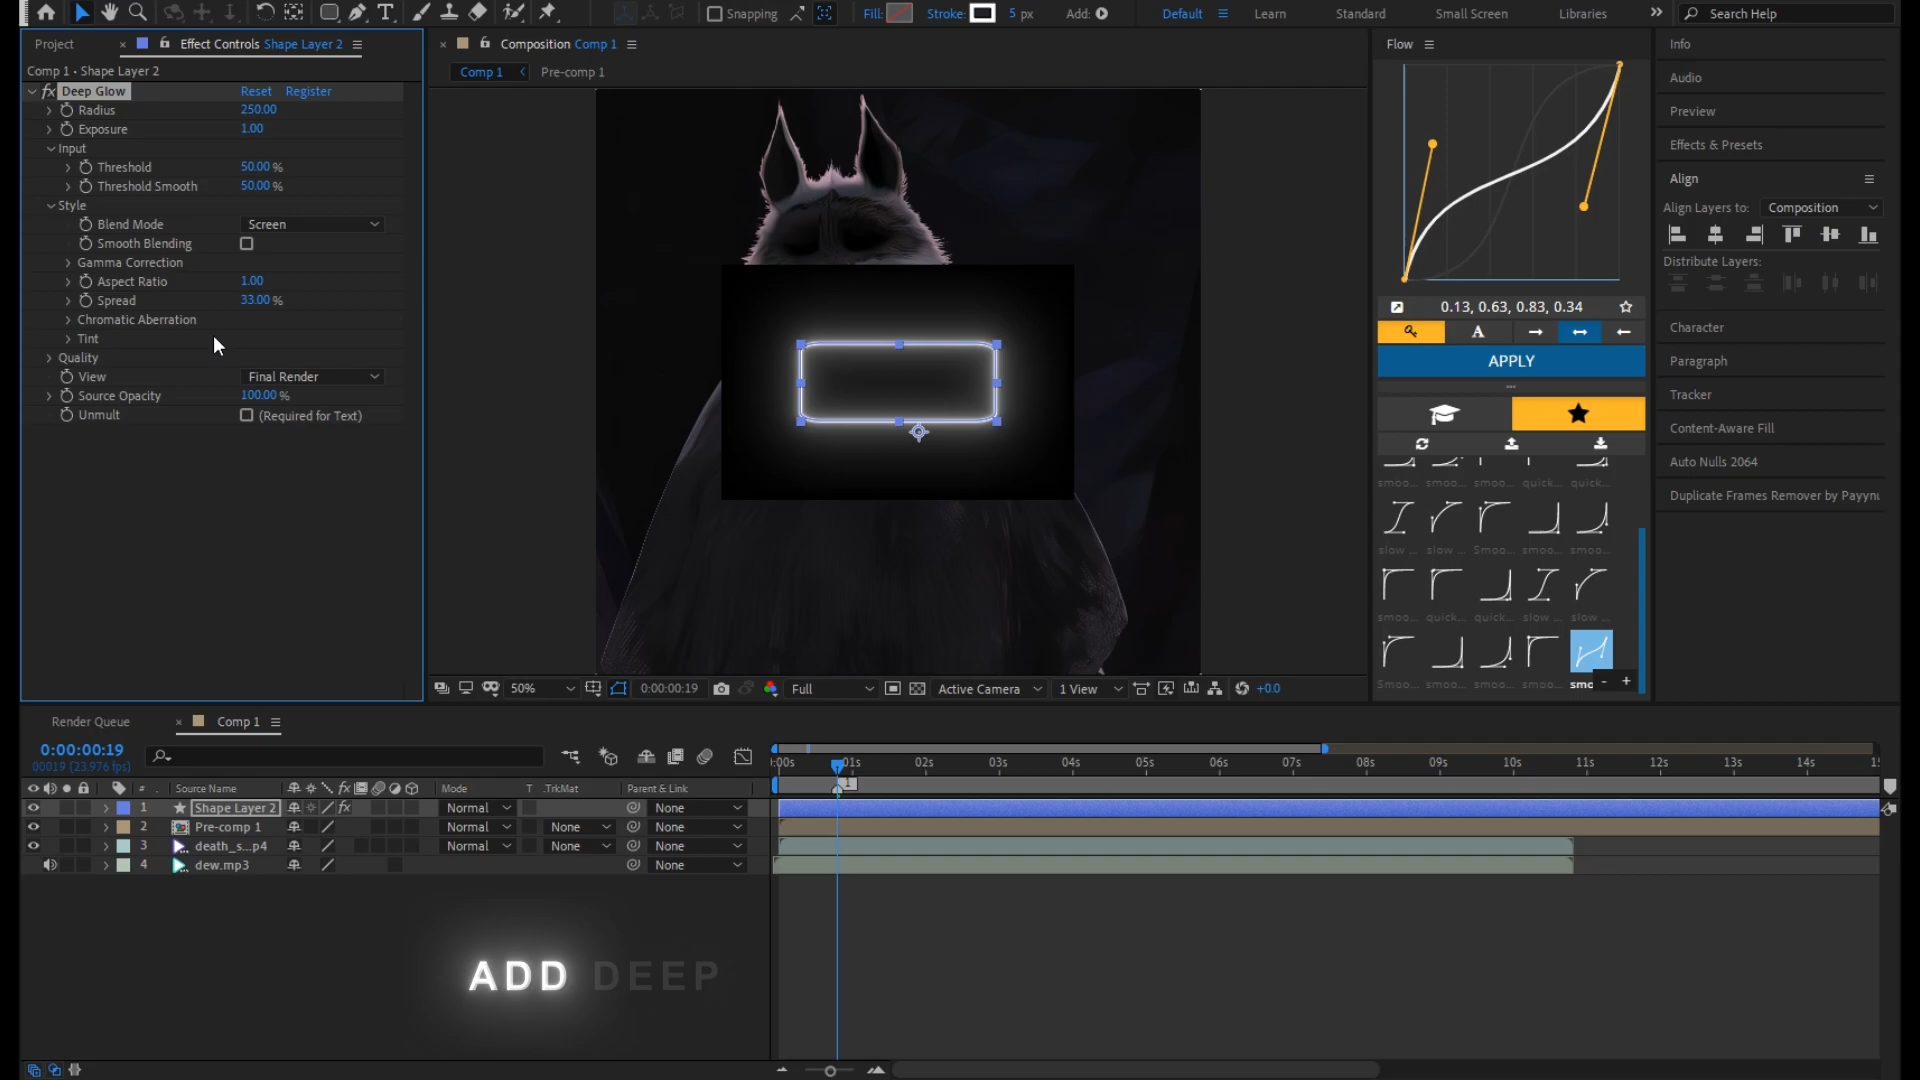 Snapping
Fill:
Stroke:
5 px
Add:
Default
Learn
Standard
Small Screen
Libraries
Search Help
Project
Effect Controls Shape Layer 2
Comp 1 • Shape Layer 2
fx Deep Glow
Reset
Register
Radius
250.00
Exposure
1.00
Input
Threshold
50.00 %
Threshold Smooth
50.00 %
Style
Blend Mode
Screen
Smooth Blending
Gamma Correction
Aspect Ratio
1.00
Spread
33.00 %
Chromatic Aberration
Tint
Quality
View
Final Render
Source Opacity
100.00 %
Unmult
(Required for Text)
Composition Comp 1
Comp 1
Pre-comp 1
50%
0:00:00:19
Full
Active Camera
1 View
+0.0
Flow
0.13, 0.63, 0.83, 0.34
A
APPLY
smoo...
smoo...
smoo...
quick...
quick...
slow ...
slow ...
Smoo...
smoo...
smoo...
smoo...
quick...
quick...
slow ...
slow ...
Smoo...
smoo...
smoo...
Smoo...
smo
Info
Audio
Preview
Effects & Presets
Align
Align Layers to:
Composition
Distribute Layers:
Character
Paragraph
Tracker
Content-Aware Fill
Auto Nulls 2064
Duplicate Frames Remover by Payynı
Render Queue
Comp 1
0:00:00:19
00019 (23.976 fps)
:00s
01s
02s
03s
04s
05s
06s
07s
08s
09s
10s
11s
12s
13s
14s
1
#
Source Name
fx
Mode
T
.TrkMat
Parent & Link
1
Shape Layer 2
fx
Normal
None
2
Pre-comp 1
Normal
None
None
3
death_s...p4
Normal
None
None
4
dew.mp3
None
ADD DEEP